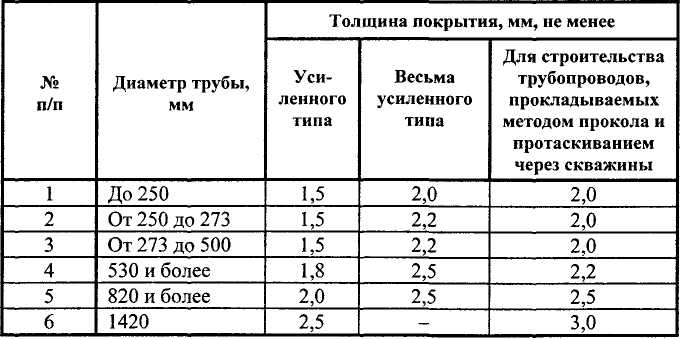 №
п/п
Диаметр трубы,
мм
Толщина покрытия, мм, не менее
Уси-
ленного
типа
Весьма
усиленного
типа
Для строительства
трубопроводов,
прокладываемых
методом прокола и
протаскиванием
через скважины
1 До 250 1,5 2,0 2,0
2 От 250 до 273 1,5 2,2 2,0
3 От 273 до 500 1,5 2,2 2,0
4 530 и более 1,8 2,5 2,2
5 820 и более 2,0 2,5 2,5
6 1420 2,5 – 3,0